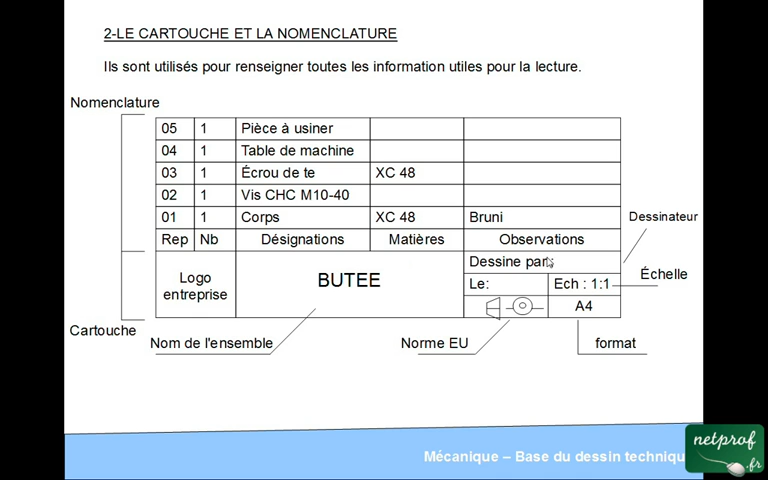 2-LE CARTOUCHE ET LA NOMENCLATURE
Ils sont utilisés pour renseigner toutes les information utiles pour la lecture.
Nomenclature
05 1 Pièce à usiner
04 1 Table de machine
03 1 Écrou de te XC 48
02 1 Vis CHC M10-40
01 1 Corps XC 48 Bruni
Rep Nb Désignations Matières Observations
Dessinateur
Logo
entreprise
BUTEE
Dessine par:
Le: Ech : 1:1
A4
Échelle
Cartouche
Nom de l'ensemble
Norme EU
format
Mécanique – Base du dessin techniqu
netprof
.fr